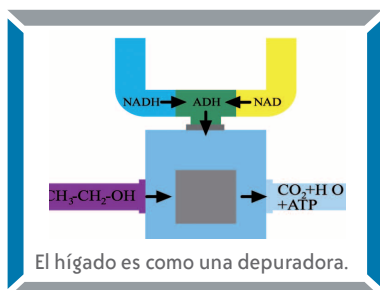 NADH ADH NAD
CH₃-CH₂-OH
CO₂+H O
+ATP
El hígado es como una depuradora.